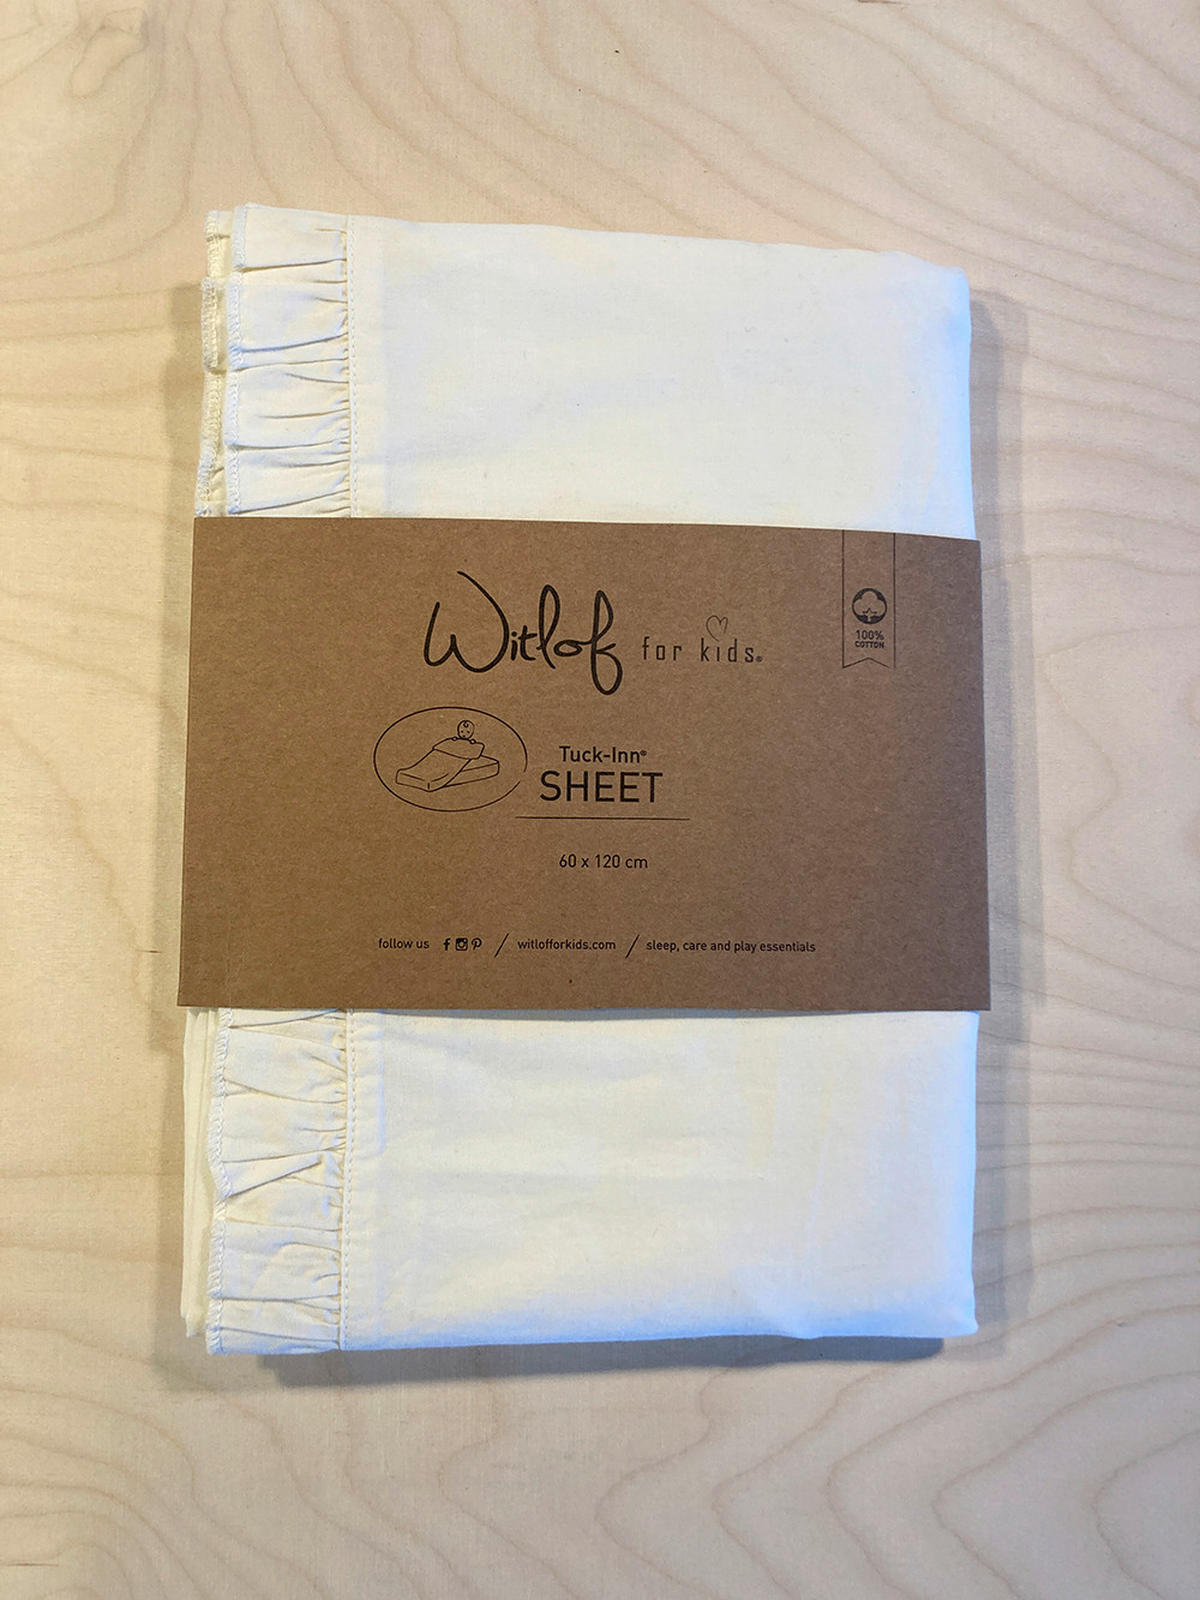 Witlof for kids®
100%
COTTON
Tuck-Inn®
SHEET
60 x 120 cm
follow us / witlofforkids.com / sleep, care and play essentials